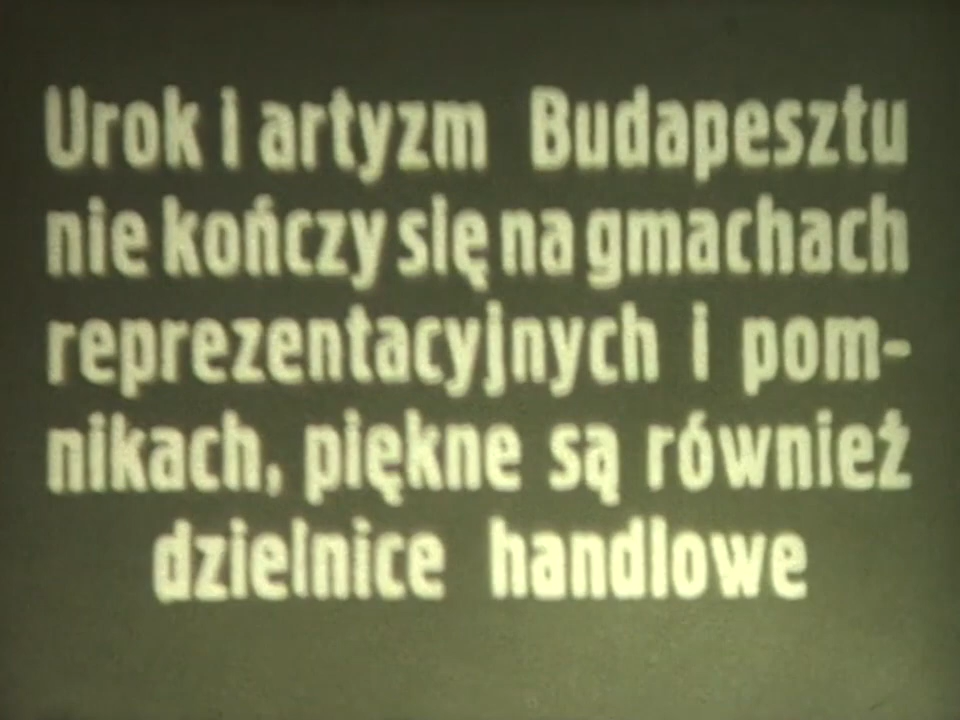 Urok i artyzm Budapesztu
nie kończy się na gmachach
reprezentacyjnych i pom-
nikach, piękne są również
dzielnice handlowe